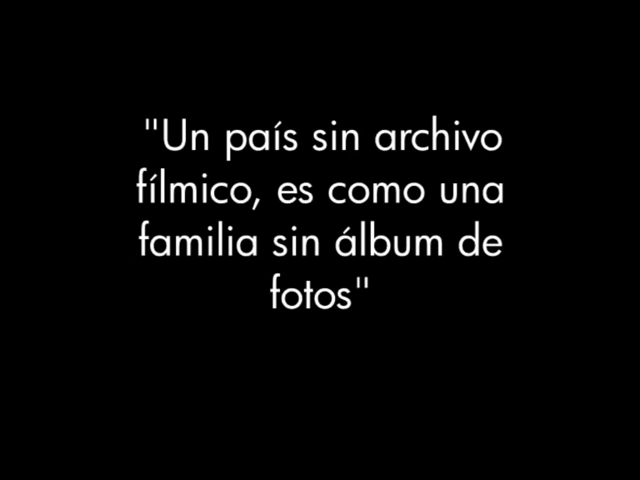 "Un país sin archivo
fílmico, es como una
familia sin álbum de
fotos"